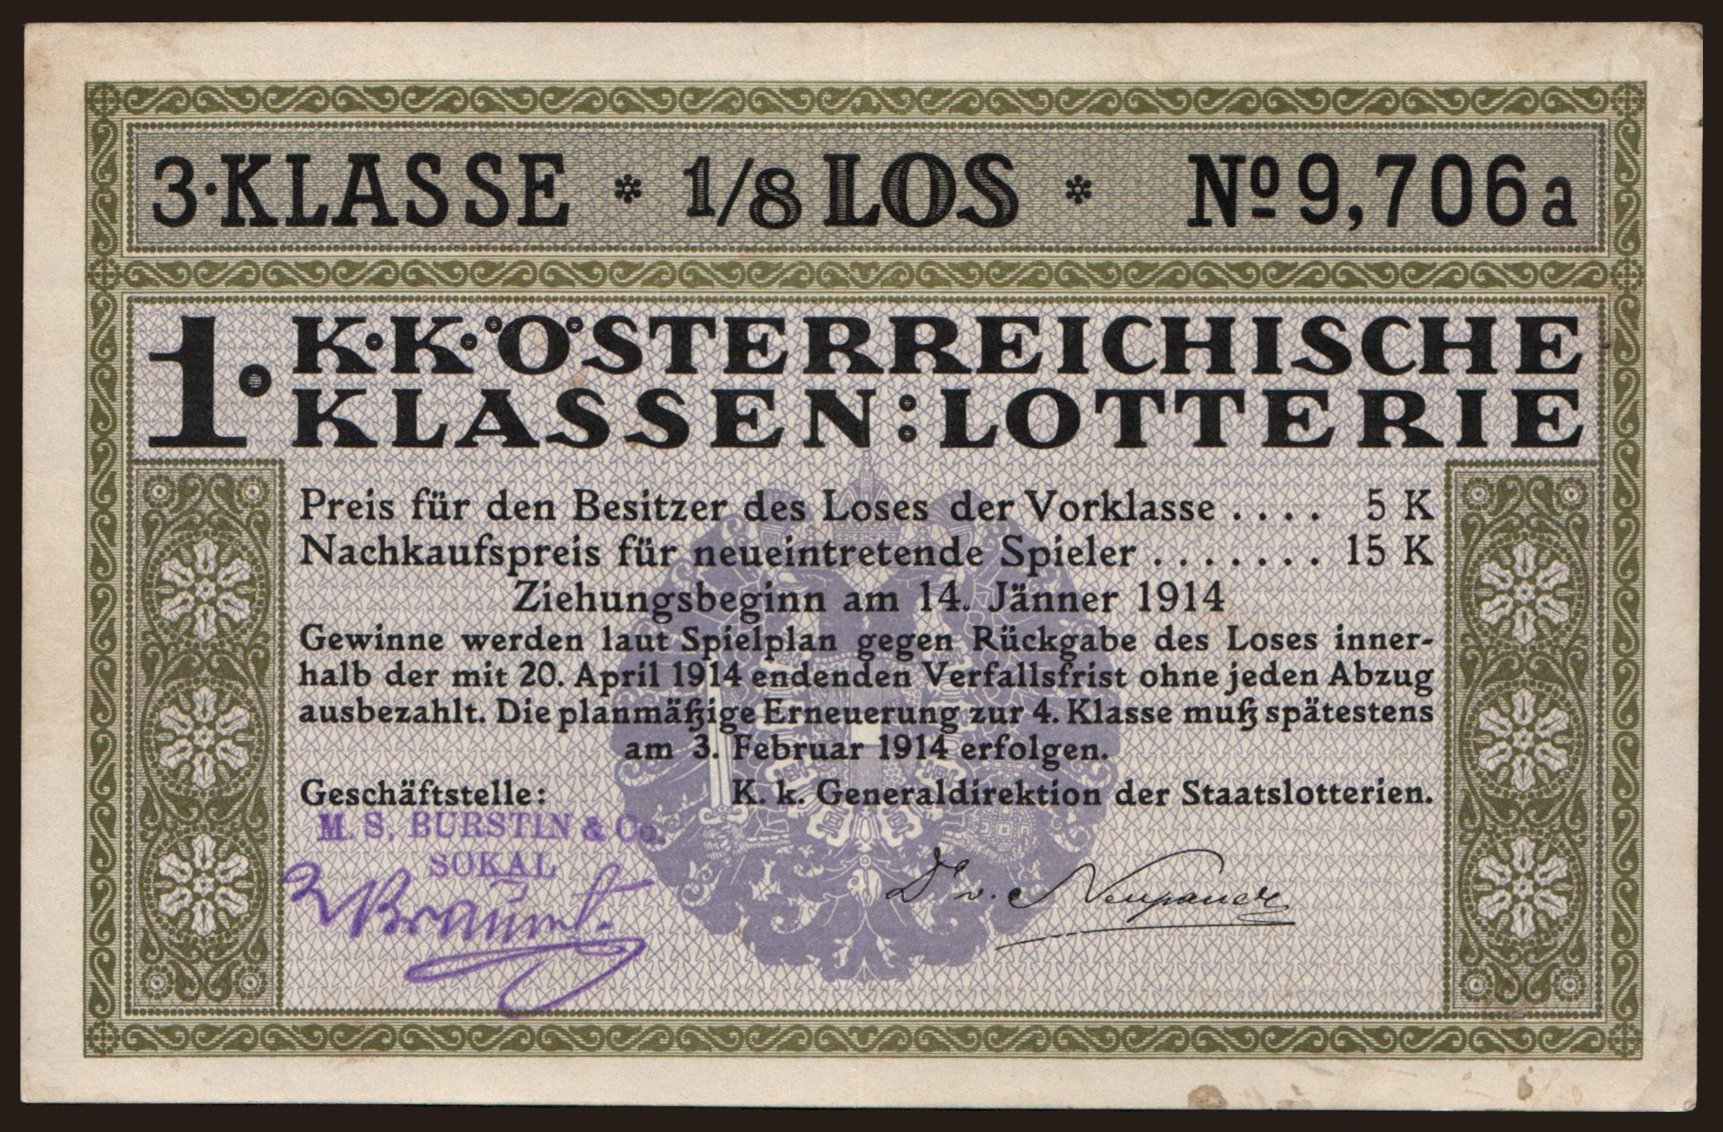 3·KLASSE * 1/8 LOS * Nº 9,706a
1. K·K·ÖSTERREICHISCHE
KLASSEN:LOTTERIE
Preis für den Besitzer des Loses der Vorklasse .... 5 K
Nachkaufspreis für neueintretende Spieler ....... 15 K
Ziehungsbeginn am 14. Jänner 1914
Gewinne werden laut Spielplan gegen Rückgabe des Loses inner-
halb der mit 20. April 1914 endenden Verfallsfrist ohne jeden Abzug
ausbezahlt. Die planmäßige Erneuerung zur 4. Klasse muß spätestens
am 3. Februar 1914 erfolgen.
Geschäftstelle: K. k. Generaldirektion der Staatslotterien.
M. S. BURSTIN & Co.
SOKAL
Dr v.